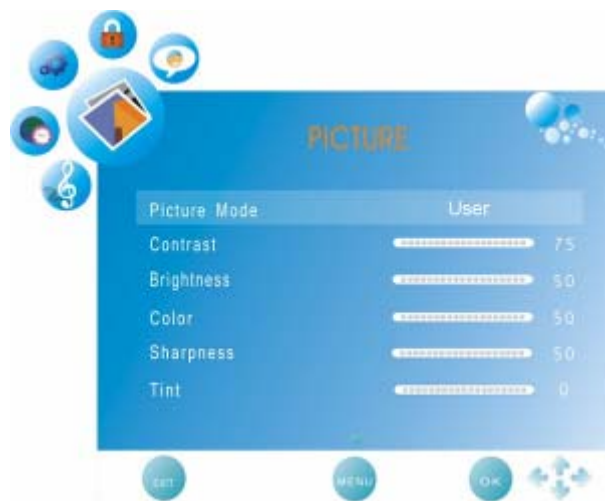 PICTURE
Picture Mode User
Contrast 75
Brightness 50
Color 50
Sharpness 50
Tint 0
EXIT MENU OK